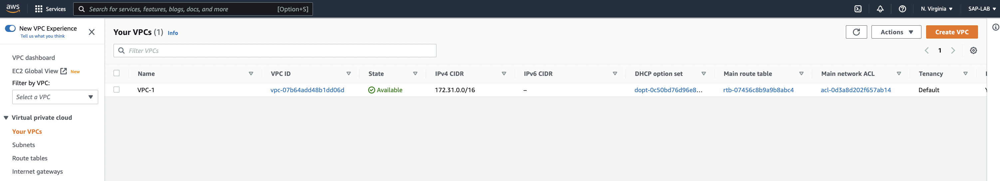 aws Services Search for services, features, blogs, docs, and more [Option+S] N. Virginia SAP-LAB
New VPC Experience
Tell us what you think
VPC dashboard
EC2 Global View New
Filter by VPC:
Select a VPC
Virtual private cloud
Your VPCs
Subnets
Route tables
Internet gateways
Your VPCs (1) Info
Actions
Create VPC
Filter VPCs
1
Name VPC ID State IPv4 CIDR IPv6 CIDR DHCP option set Main route table Main network ACL Tenancy
VPC-1 vpc-07b64add48b1dd06d Available 172.31.0.0/16 – dopt-0c50bd76d96e8... rtb-07456c8b9a9b8abc4 acl-0d3a8d202f657ab14 Default